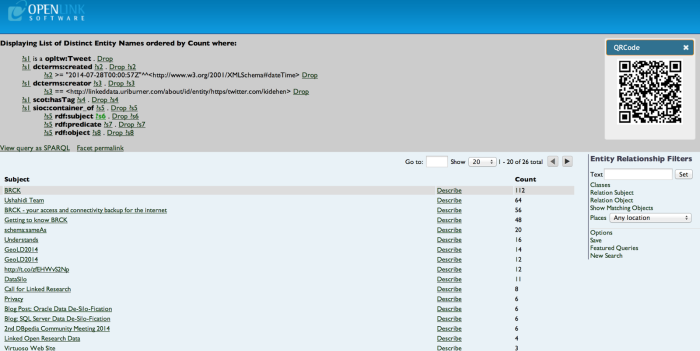 OPENLINK
SOFTWARE
Displaying List of Distinct Entity Names ordered by Count where:
?s1 is a opltw:Tweet . Drop
?s1 dcterms:created ?s2 . Drop ?s2
?s2 >= "2014-07-28T00:00:57Z"^^<http://www.w3.org/2001/XMLSchema#dateTime> Drop
?s1 dcterms:creator ?s3 . Drop ?s3
?s3 == <http://linkeddata.uriburner.com/about/id/entity/https/twitter.com/kidehen> Drop
?s1 scot:hasTag ?s4 . Drop ?s4
?s1 sioc:container_of ?s5 . Drop ?s5
?s5 rdf:subject ?s6 . Drop ?s6
?s5 rdf:predicate ?s7 . Drop ?s7
?s5 rdf:object ?s8 . Drop ?s8
View query as SPARQL Facet permalink
QRCode
Go to: Show 20 1 - 20 of 26 total
Subject Count
BRCK Describe 112
Ushahidi Team Describe 64
BRCK - your access and connectivity backup for the internet Describe 56
Getting to know BRCK Describe 48
schema:sameAs Describe 20
Understands Describe 16
GeoLD2014 Describe 14
GeoLD2014 Describe 12
http://t.co/zfEHWvS2Np Describe 12
DataSilo Describe 11
Call for Linked Research Describe 8
Privacy Describe 6
Blog Post: Oracle Data De-Silo-Fication Describe 6
Blog: SQL Server Data De-Silo-Fication Describe 6
2nd DBpedia Community Meeting 2014 Describe 6
Linked Open Research Data Describe 4
Virtuoso Web Site Describe 3
Entity Relationship Filters
Text Set
Classes
Relation Subject
Relation Object
Show Matching Objects
Places Any location
Options
Save
Featured Queries
New Search